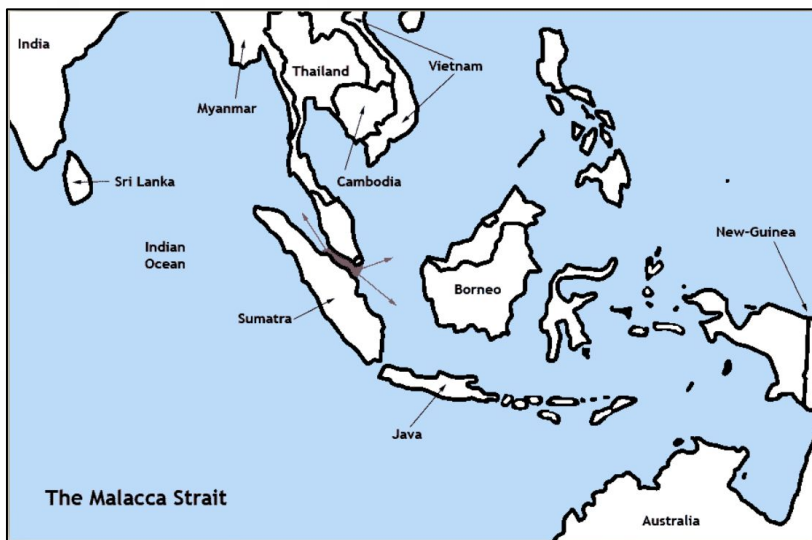 India
Thailand
Vietnam
Myanmar
Sri Lanka
Cambodia
New-Guinea
Indian
Ocean
Borneo
Sumatra
Java
The Malacca Strait
Australia